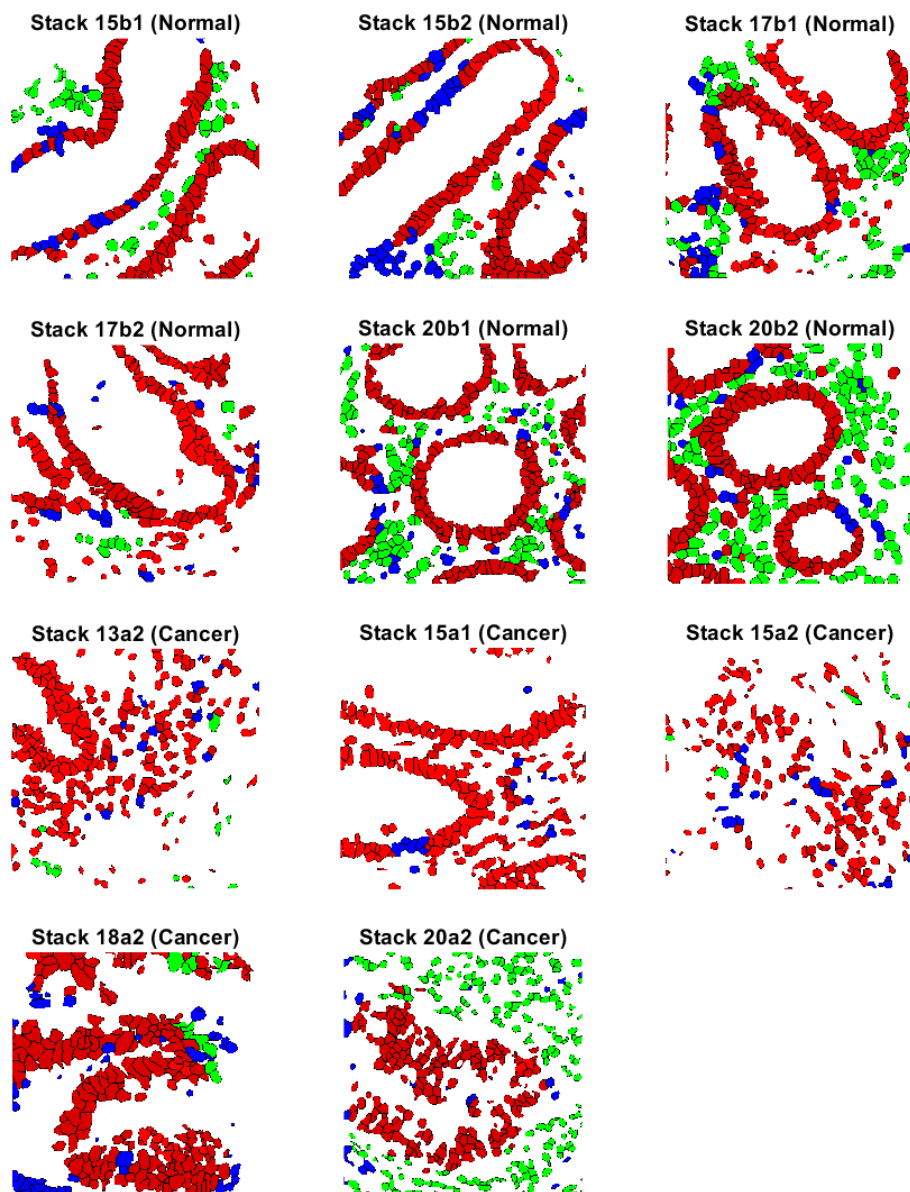 Stack 15b1 (Normal)
Stack 15b2 (Normal)
Stack 17b1 (Normal)
Stack 17b2 (Normal)
Stack 20b1 (Normal)
Stack 20b2 (Normal)
Stack 13a2 (Cancer)
Stack 15a1 (Cancer)
Stack 15a2 (Cancer)
Stack 18a2 (Cancer)
Stack 20a2 (Cancer)